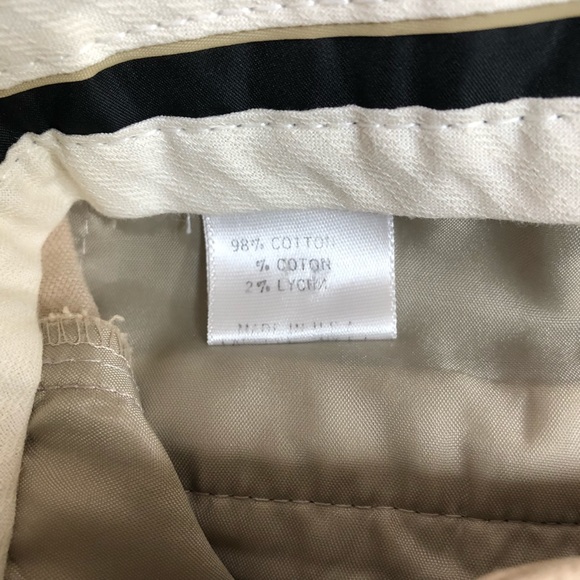 98% COTTON
% COTON
2% LYCRA
MADE IN U.S.A.